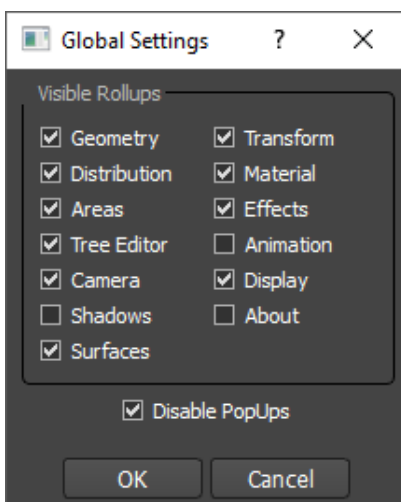 Global Settings ?
Visible Rollups
Geometry Transform
Distribution Material
Areas Effects
Tree Editor Animation
Camera Display
Shadows About
Surfaces
Disable PopUps
OK Cancel